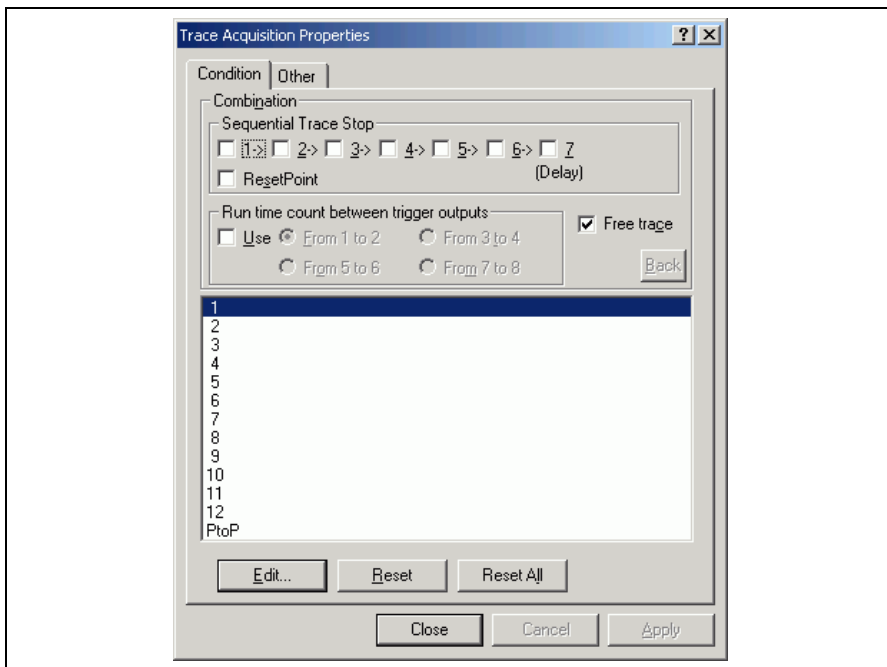 Trace Acquisition Properties
Condition Other
Combination
Sequential Trace Stop
1-> 2-> 3-> 4-> 5-> 6-> 7
(Delay)
ResetPoint
Run time count between trigger outputs
Use From 1 to 2 From 3 to 4
From 5 to 6 From 7 to 8
Free trace
Back
1
2
3
4
5
6
7
8
9
10
11
12
PtoP
Edit... Reset Reset All
Close Cancel Apply